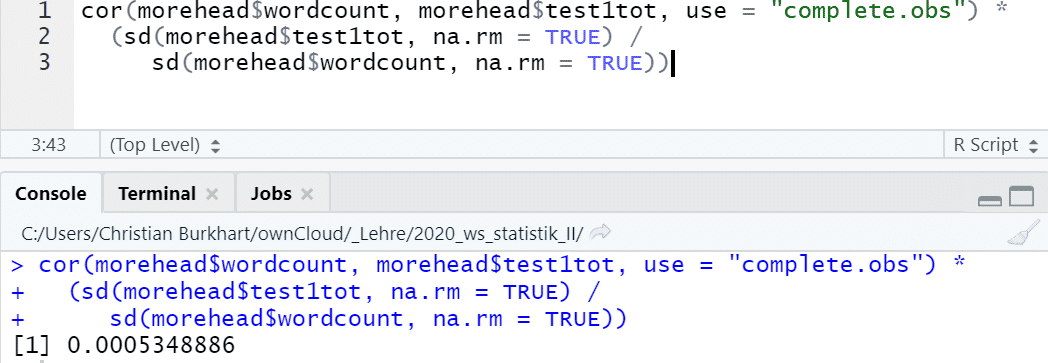 1 cor(morehead$wordcount, morehead$test1tot, use = "complete.obs") *
2 (sd(morehead$test1tot, na.rm = TRUE) /
3 sd(morehead$wordcount, na.rm = TRUE))
3:43 (Top Level) R Script
Console Terminal Jobs
C:/Users/Christian Burkhart/ownCloud/_Lehre/2020_ws_statistik_II/
> cor(morehead$wordcount, morehead$test1tot, use = "complete.obs") *
+ (sd(morehead$test1tot, na.rm = TRUE) /
+ sd(morehead$wordcount, na.rm = TRUE))
[1] 0.0005348886